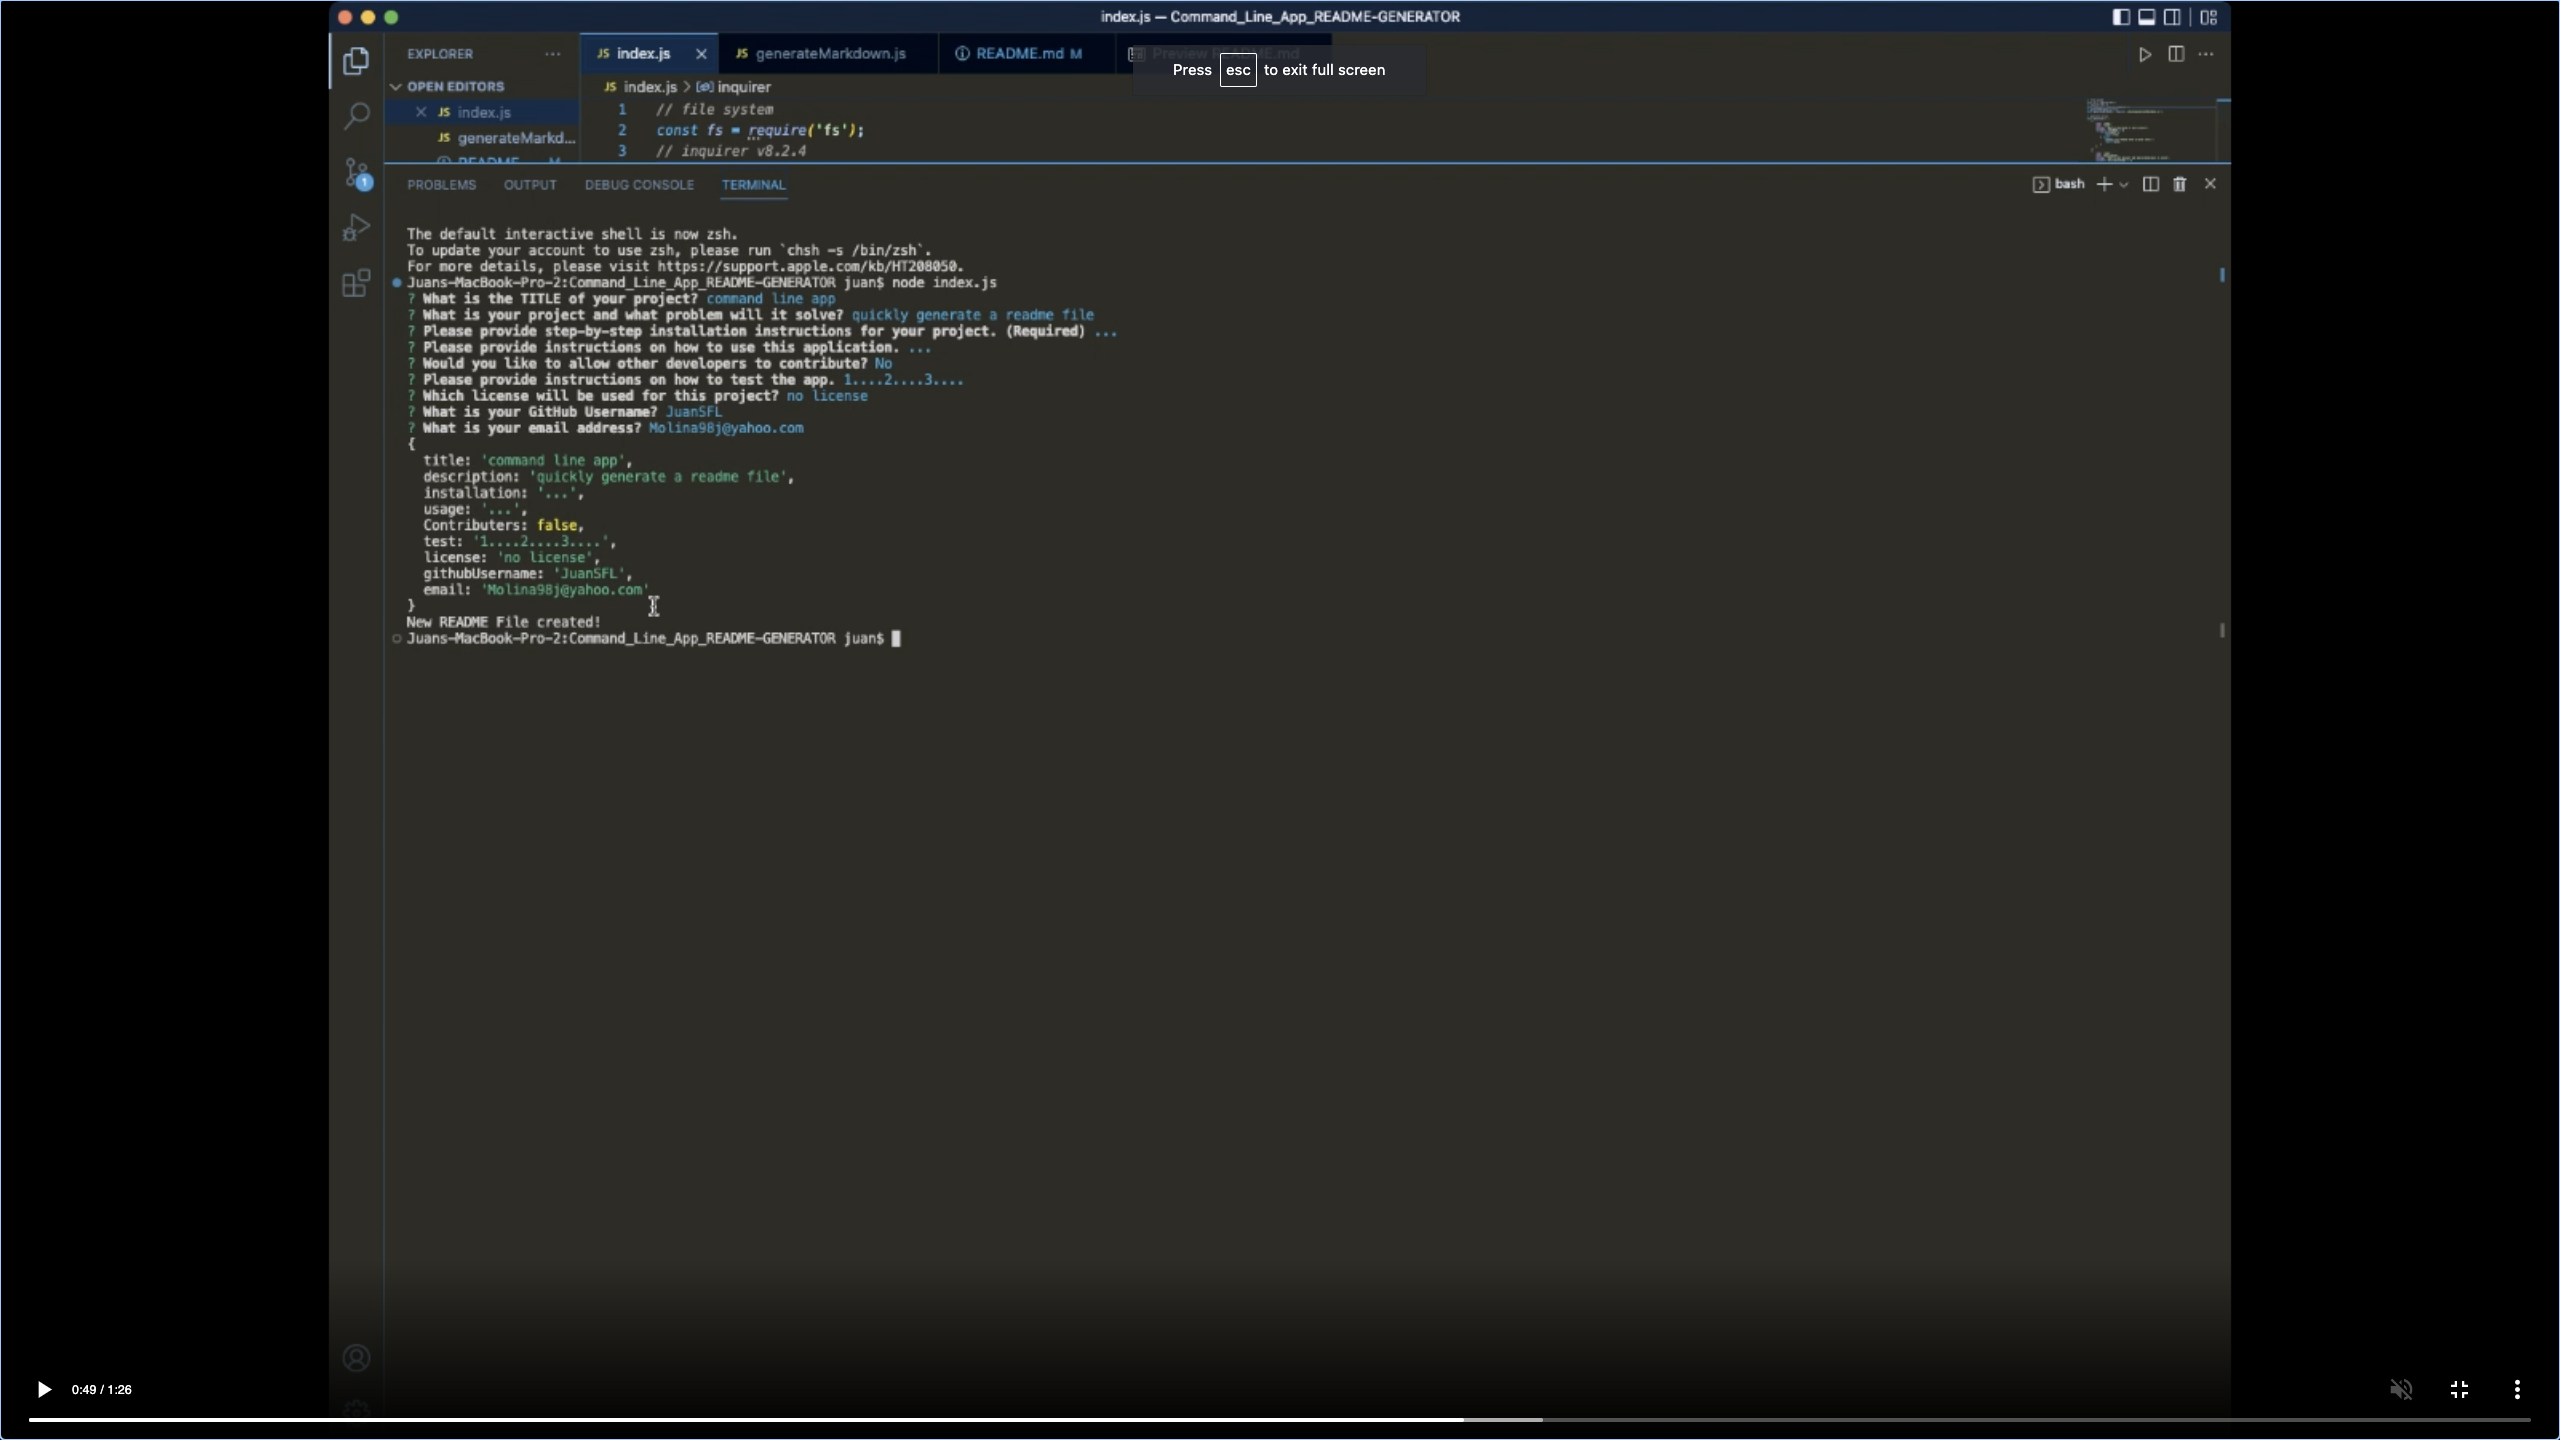 index.js — Command_Line_App_README-GENERATOR
EXPLORER
JS index.js
JS generateMarkdown.js
README.md M
Preview README.md
Press esc to exit full screen
OPEN EDITORS
JS index.js > inquirer
JS index.js
1 // file system
JS generateMarkd...
2 const fs = require('fs');
README M
3 // inquirer v8.2.4
1
PROBLEMS OUTPUT DEBUG CONSOLE TERMINAL
bash
The default interactive shell is now zsh.
To update your account to use zsh, please run `chsh -s /bin/zsh`.
For more details, please visit https://support.apple.com/kb/HT208050.
Juans-MacBook-Pro-2:Command_Line_App_README-GENERATOR juan$ node index.js
? What is the TITLE of your project? command line app
? What is your project and what problem will it solve? quickly generate a readme file
? Please provide step-by-step installation instructions for your project. (Required) ...
? Please provide instructions on how to use this application. ...
? Would you like to allow other developers to contribute? No
? Please provide instructions on how to test the app. 1....2....3....
? Which license will be used for this project? no license
? What is your GitHub Username? JuanSFL
? What is your email address? Molina98j@yahoo.com
{
title: 'command line app',
description: 'quickly generate a readme file',
installation: '...',
usage: '...',
Contributers: false,
test: '1....2....3....',
license: 'no license',
githubUsername: 'JuanSFL',
email: 'Molina98j@yahoo.com'
}
New README File created!
Juans-MacBook-Pro-2:Command_Line_App_README-GENERATOR juan$
0:49 / 1:26